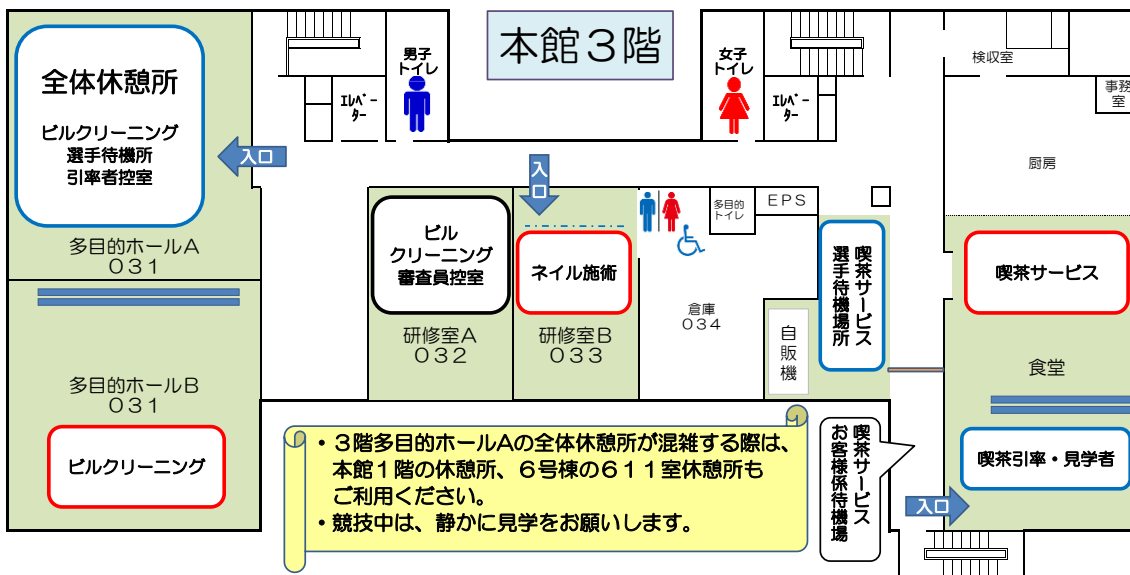 本館３階
男子
トイレ
女子
トイレ
ｴﾚﾍﾞｰ
ﾀｰ
ｴﾚﾍﾞｰ
ﾀｰ
検収室
事務
室
厨房
全体休憩所
ビルクリーニング
選手待機所
引率者控室
入口
多目的ホールA
０３１
入口
ビル
クリーニング
審査員控室
研修室A
０３２
ネイル施術
研修室B
０３３
多目的
トイレ
ＥＰＳ
倉庫
０３４
自販機
喫茶サービス
選手待機場所
喫茶サービス
食堂
多目的ホールB
０３１
ビルクリーニング
・３階多目的ホールAの全体休憩所が混雑する際は、
本館１階の休憩所、６号棟の６１１室休憩所も
ご利用ください。
・競技中は、静かに見学をお願いします。
喫茶サービス
お客様係待機場
喫茶引率・見学者
入口